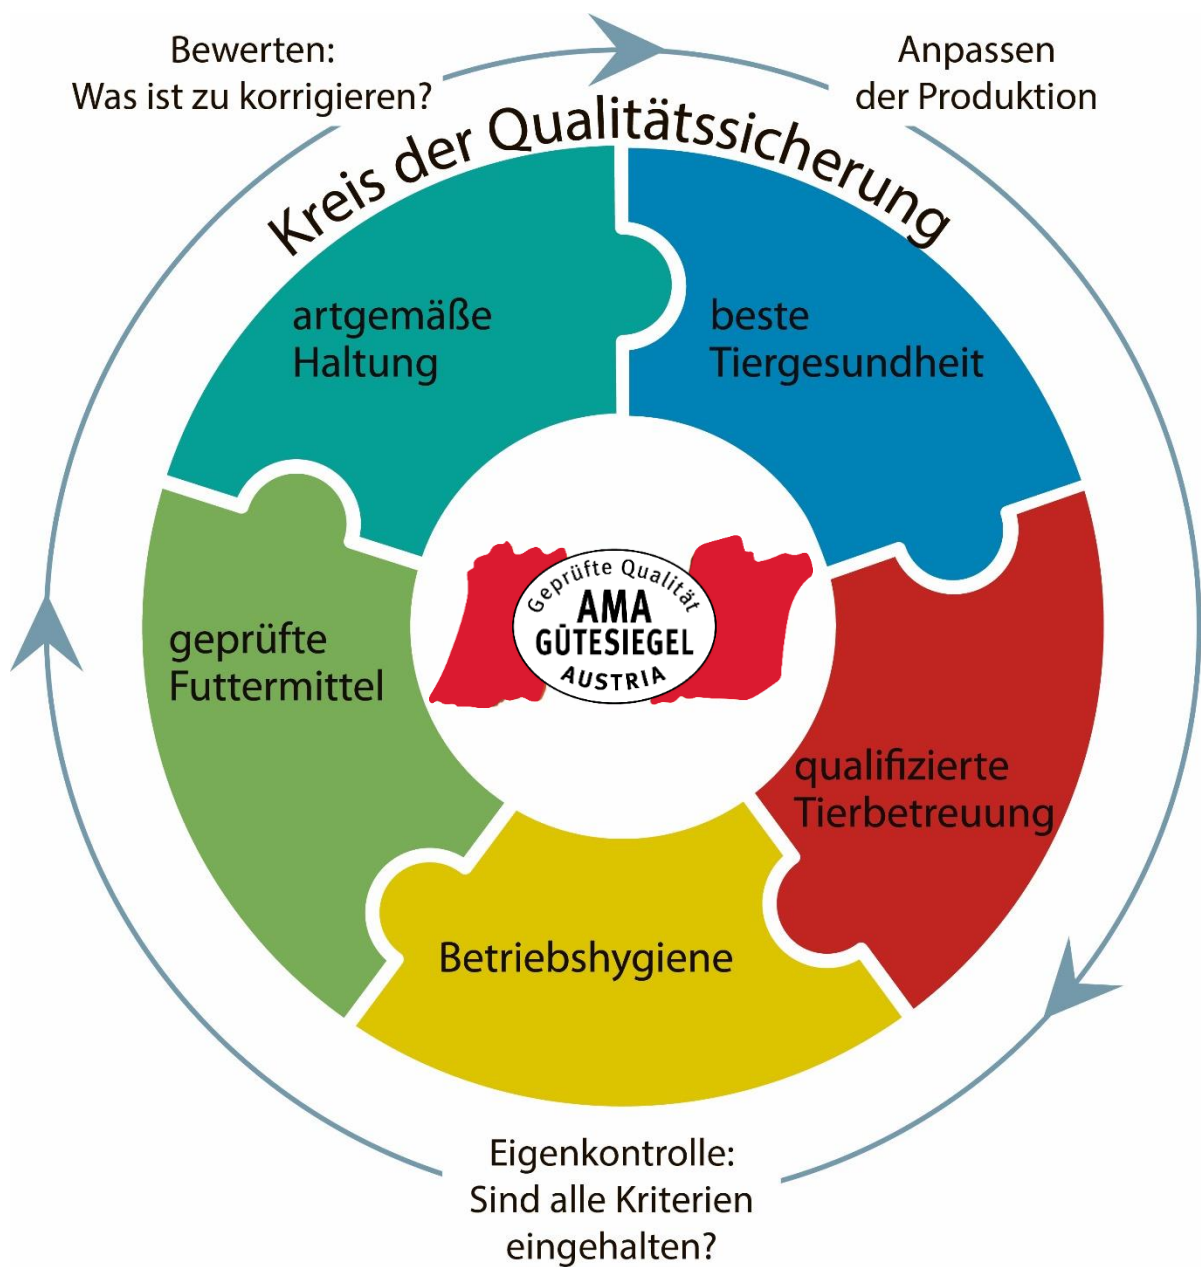 Bewerten:
Was ist zu korrigieren?
Anpassen
der Produktion
Kreis der Qualitätssicherung
artgemäße
Haltung
beste
Tiergesundheit
geprüfte
Futtermittel
Geprüfte Qualität
AMA
GÜTESIEGEL
AUSTRIA
qualifizierte
Tierbetreuung
Betriebshygiene
Eigenkontrolle:
Sind alle Kriterien
eingehalten?